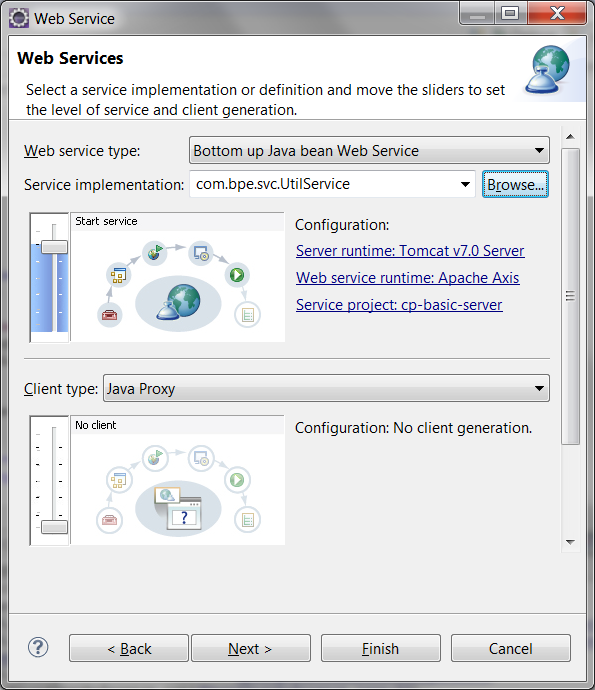 Web Service
Web Services
Select a service implementation or definition and move the sliders to set
the level of service and client generation.
Web service type: Bottom up Java bean Web Service
Service implementation: com.bpe.svc.UtilService Browse...
Start service
Configuration:
Server runtime: Tomcat v7.0 Server
Web service runtime: Apache Axis
Service project: cp-basic-server
Client type: Java Proxy
No client
Configuration: No client generation.
?
? < Back Next > Finish Cancel